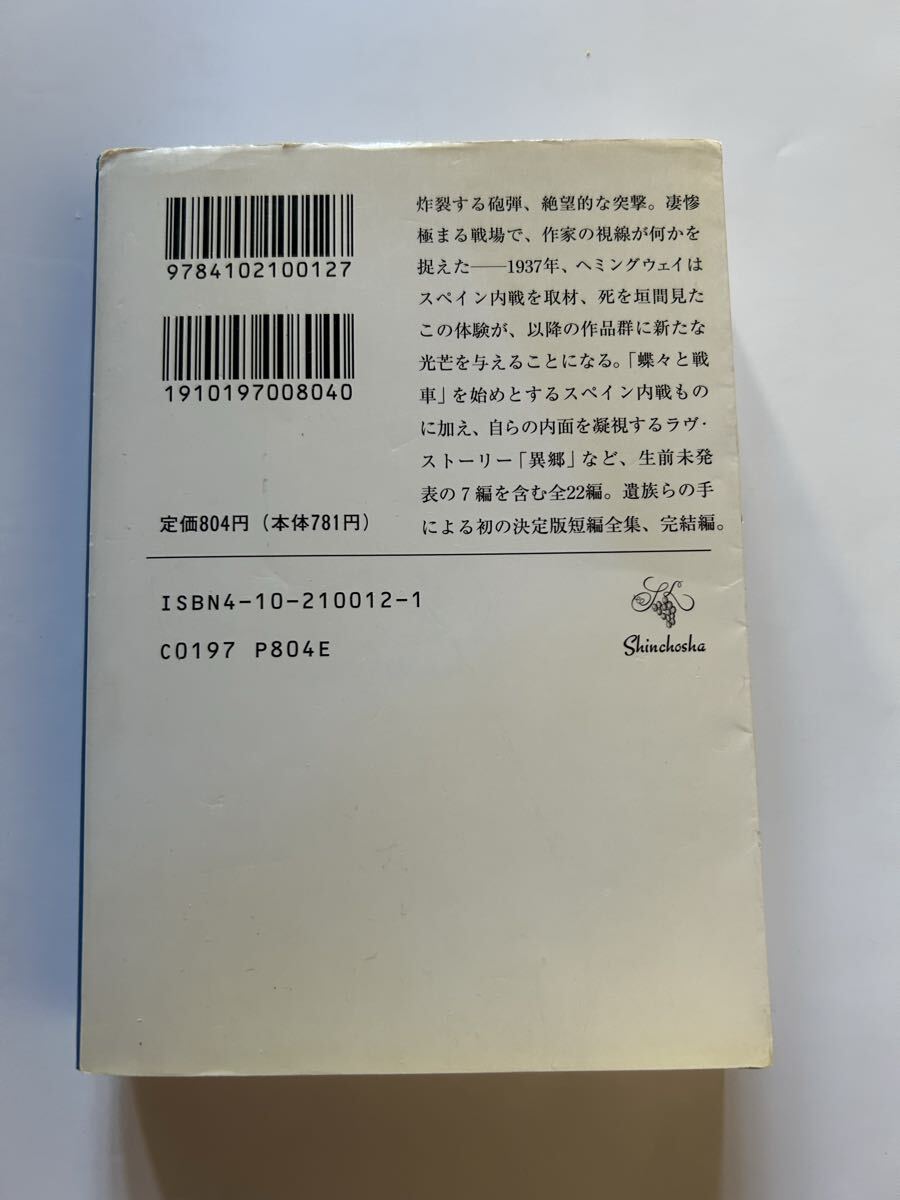 9784102100127
1910197008040
定価804円（本体781円）
炸裂する砲弾、絶望的な突撃。凄惨
極まる戦場で、作家の視線が何かを
捉えた──1937年、ヘミングウェイは
スペイン内戦を取材、死を垣間見た
この体験が、以降の作品群に新たな
光芒を与えることになる。「蝶々と戦
車」を始めとするスペイン内戦もの
に加え、自らの内面を凝視するラヴ・
ストーリー「異郷」など、生前未発
表の7編を含む全22編。遺族らの手
による初の決定版短編全集、完結編。
ISBN4-10-210012-1
C0197 P804E
Shinchosha